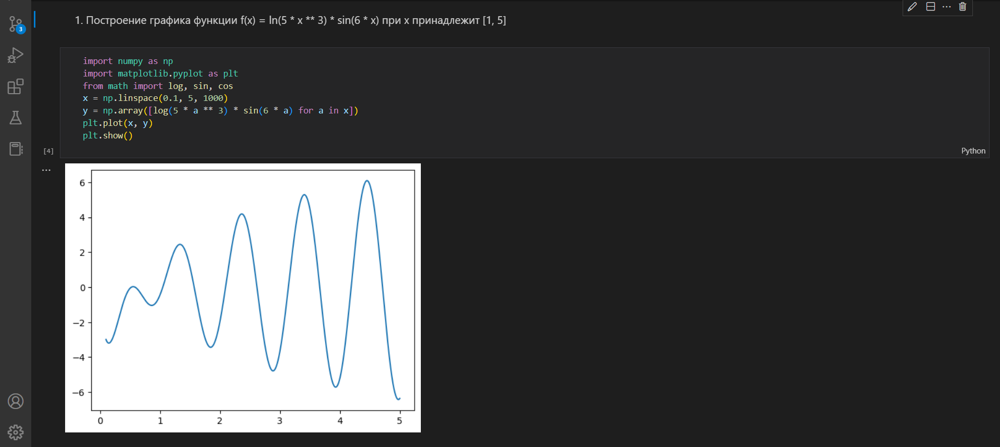 3
1. Построение графика функции f(x) = ln(5 * x ** 3) * sin(6 * x) при x принадлежит [1, 5]
import numpy as np
import matplotlib.pyplot as plt
from math import log, sin, cos
x = np.linspace(0.1, 5, 1000)
y = np.array([log(5 * a ** 3) * sin(6 * a) for a in x])
plt.plot(x, y)
plt.show()
[4]
Python
6
4
2
0
−2
−4
−6
0 1 2 3 4 5